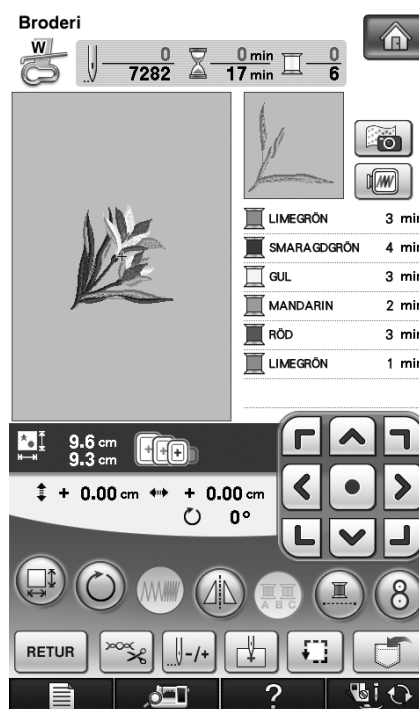 Broderi
W
0 0 min 0
7282 17 min 6
LIMEGRÖN 3 min
SMARAGDGRÖN 4 min
GUL 3 min
MANDARIN 2 min
RÖD 3 min
LIMEGRÖN 1 min
9.6 cm
9.3 cm
+ 0.00 cm + 0.00 cm
0°
A B C
8
RETUR
-/+
?